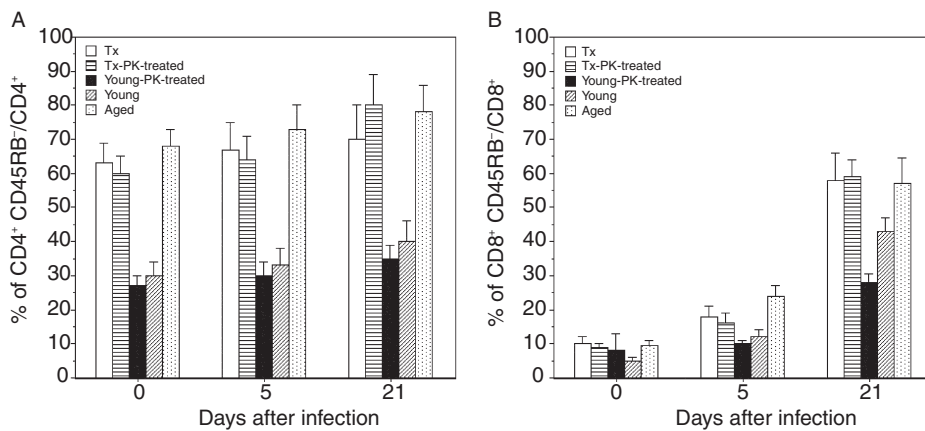 A
% of CD4⁺ CD45RB⁻/CD4⁺
100
90
80
70
60
50
40
30
20
10
0
Tx
Tx-PK-treated
Young-PK-treated
Young
Aged
0 5 21
Days after infection
B
% of CD8⁺ CD45RB⁻/CD8⁺
100
90
80
70
60
50
40
30
20
10
0
Tx
Tx-PK-treated
Young-PK-treated
Young
Aged
0 5 21
Days after infection